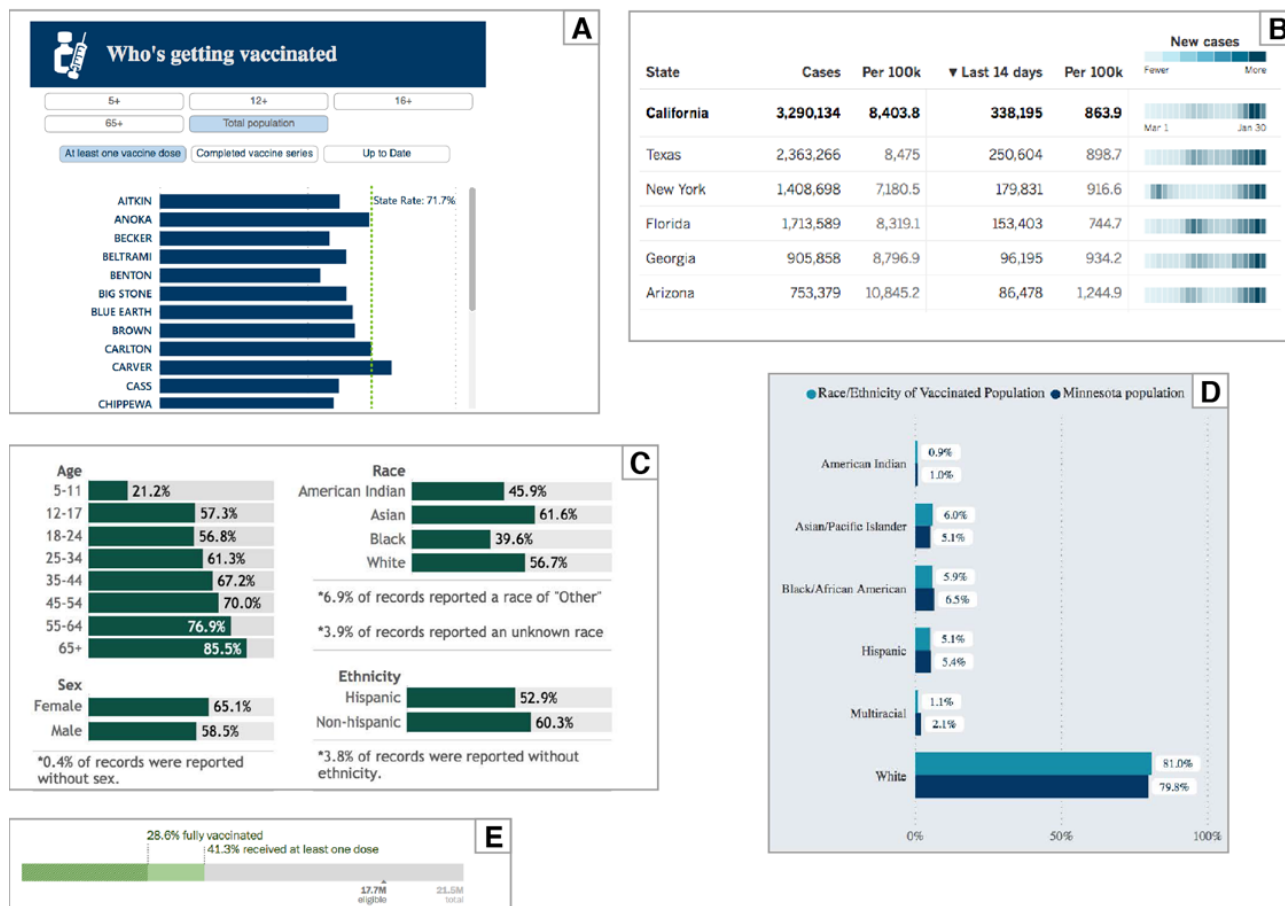 A
Who's getting vaccinated
5+ 12+ 16+
65+ Total population
At least one vaccine dose Completed vaccine series Up to Date
State Rate: 71.7%
AITKIN
ANOKA
BECKER
BELTRAMI
BENTON
BIG STONE
BLUE EARTH
BROWN
CARLTON
CARVER
CASS
CHIPPEWA
B
New cases
Fewer More
State Cases Per 100k ▼ Last 14 days Per 100k
California 3,290,134 8,403.8 338,195 863.9
Mar 1 Jan 30
Texas 2,363,266 8,475 250,604 898.7
New York 1,408,698 7,180.5 179,831 916.6
Florida 1,713,589 8,319.1 153,403 744.7
Georgia 905,858 8,796.9 96,195 934.2
Arizona 753,379 10,845.2 86,478 1,244.9
C
Age
5-11 21.2%
12-17 57.3%
18-24 56.8%
25-34 61.3%
35-44 67.2%
45-54 70.0%
55-64 76.9%
65+ 85.5%
Sex
Female 65.1%
Male 58.5%
*0.4% of records were reported
without sex.
Race
American Indian 45.9%
Asian 61.6%
Black 39.6%
White 56.7%
*6.9% of records reported a race of "Other"
*3.9% of records reported an unknown race
Ethnicity
Hispanic 52.9%
Non-hispanic 60.3%
*3.8% of records were reported without
ethnicity.
D
Race/Ethnicity of Vaccinated Population Minnesota population
American Indian 0.9%
1.0%
Asian/Pacific Islander 6.0%
5.1%
Black/African American 5.9%
6.5%
Hispanic 5.1%
5.4%
Multiracial 1.1%
2.1%
White 81.0%
79.8%
0% 50% 100%
E
28.6% fully vaccinated
41.3% received at least one dose
17.7M 21.5M
eligible total